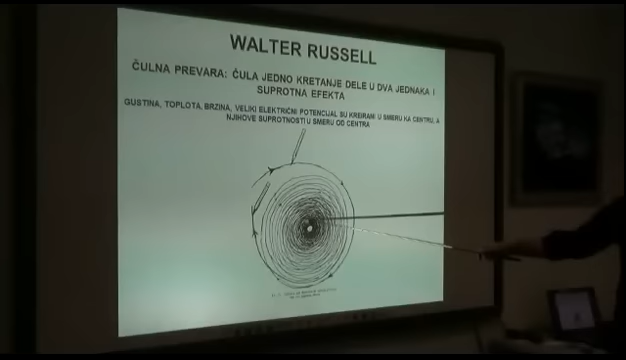 WALTER RUSSELL
ČULNA PREVARA: ČULA JEDNO KRETANJE DELE U DVA JEDNAKA I
SUPROTNA EFEKTA
GUSTINA, TOPLOTA, BRZINA, VELIKI ELEKTRIČNI POTENCIJAL SU KREIRANI U SMERU KA CENTRU, A
NJIHOVE SUPROTNOSTI U SMERU OD CENTRA